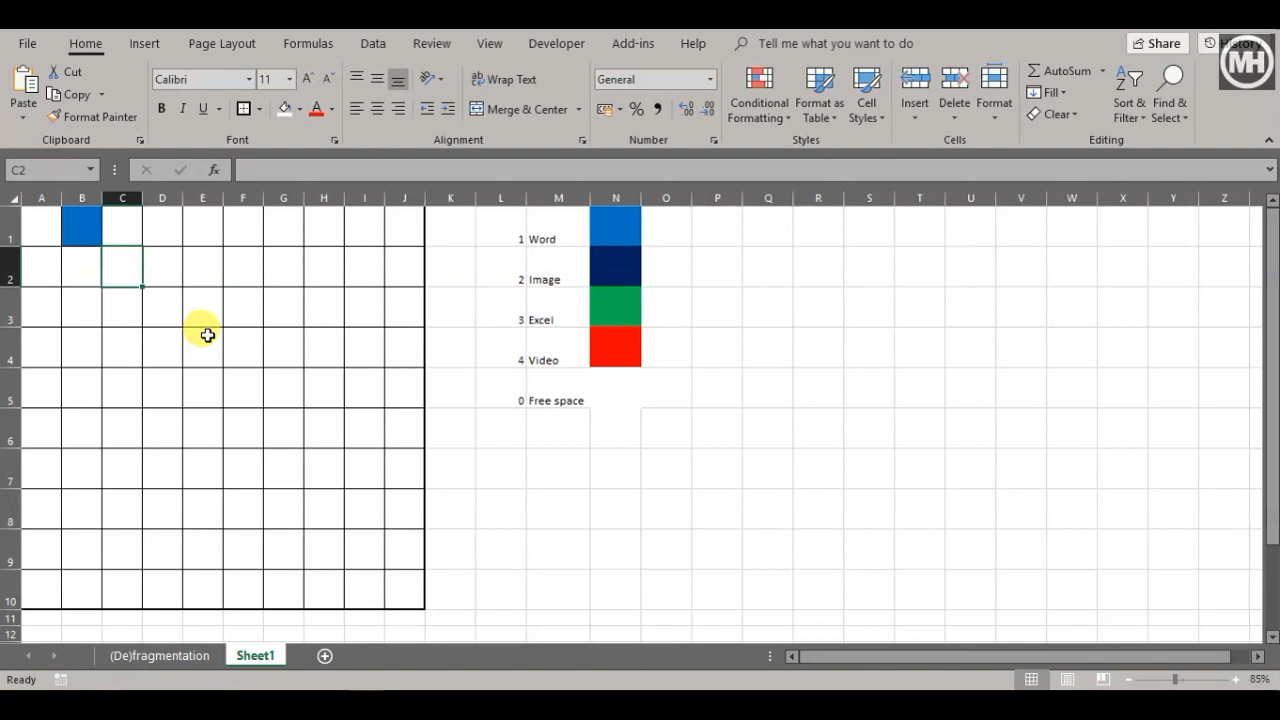 File Home Insert Page Layout Formulas Data Review View Developer Add-ins Help Tell me what you want to do Share History
MH
Cut
Copy
Format Painter
Paste
Clipboard
Calibri 11
B I U
Font
Wrap Text
Merge & Center
Alignment
General
Number
Conditional Formatting
Format as Table
Cell Styles
Styles
Insert
Delete
Format
Cells
AutoSum
Fill
Clear
Sort & Filter
Find & Select
Editing
C2 fx
A B C D E F G H I J K L M N O P Q R S T U V W X Y Z
1 1 Word
2 2 Image
3 3 Excel
4 4 Video
5 0 Free space
6
7
8
9
10
11
12
(De)fragmentation Sheet1
Ready 85%